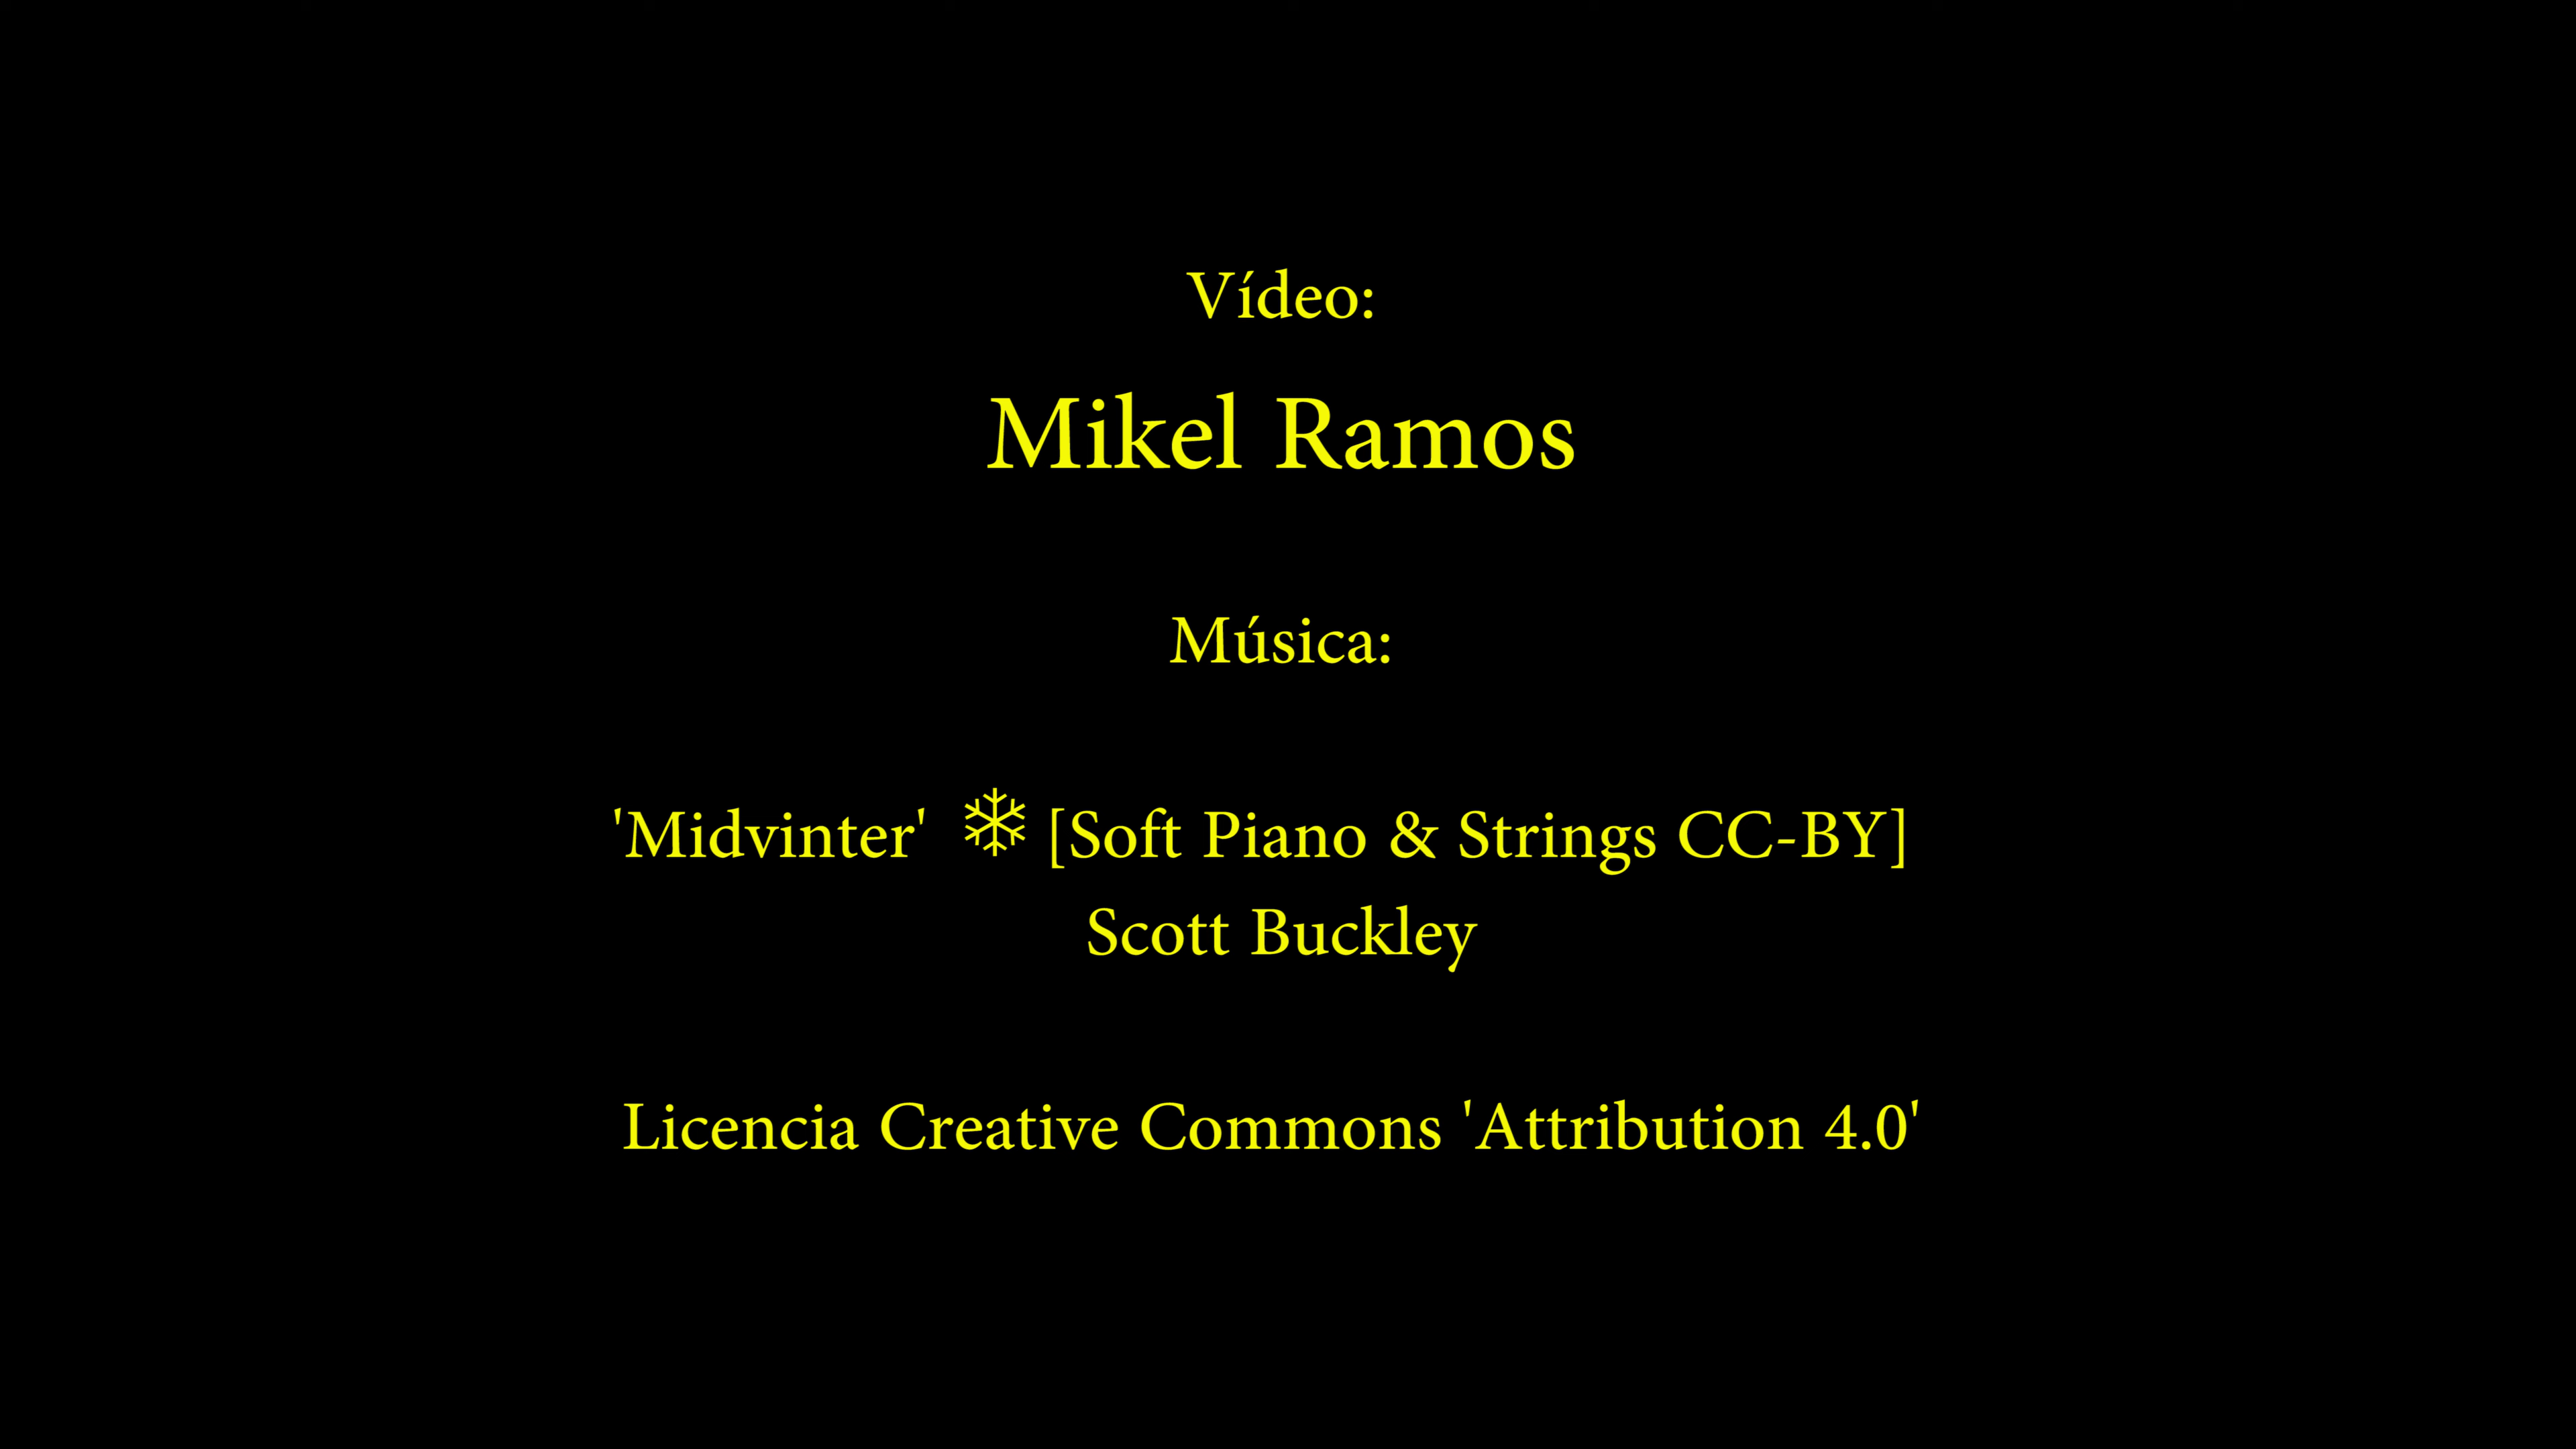 Vídeo:
Mikel Ramos
Música:
'Midvinter' ❄ [Soft Piano & Strings CC-BY]
Scott Buckley
Licencia Creative Commons 'Attribution 4.0'